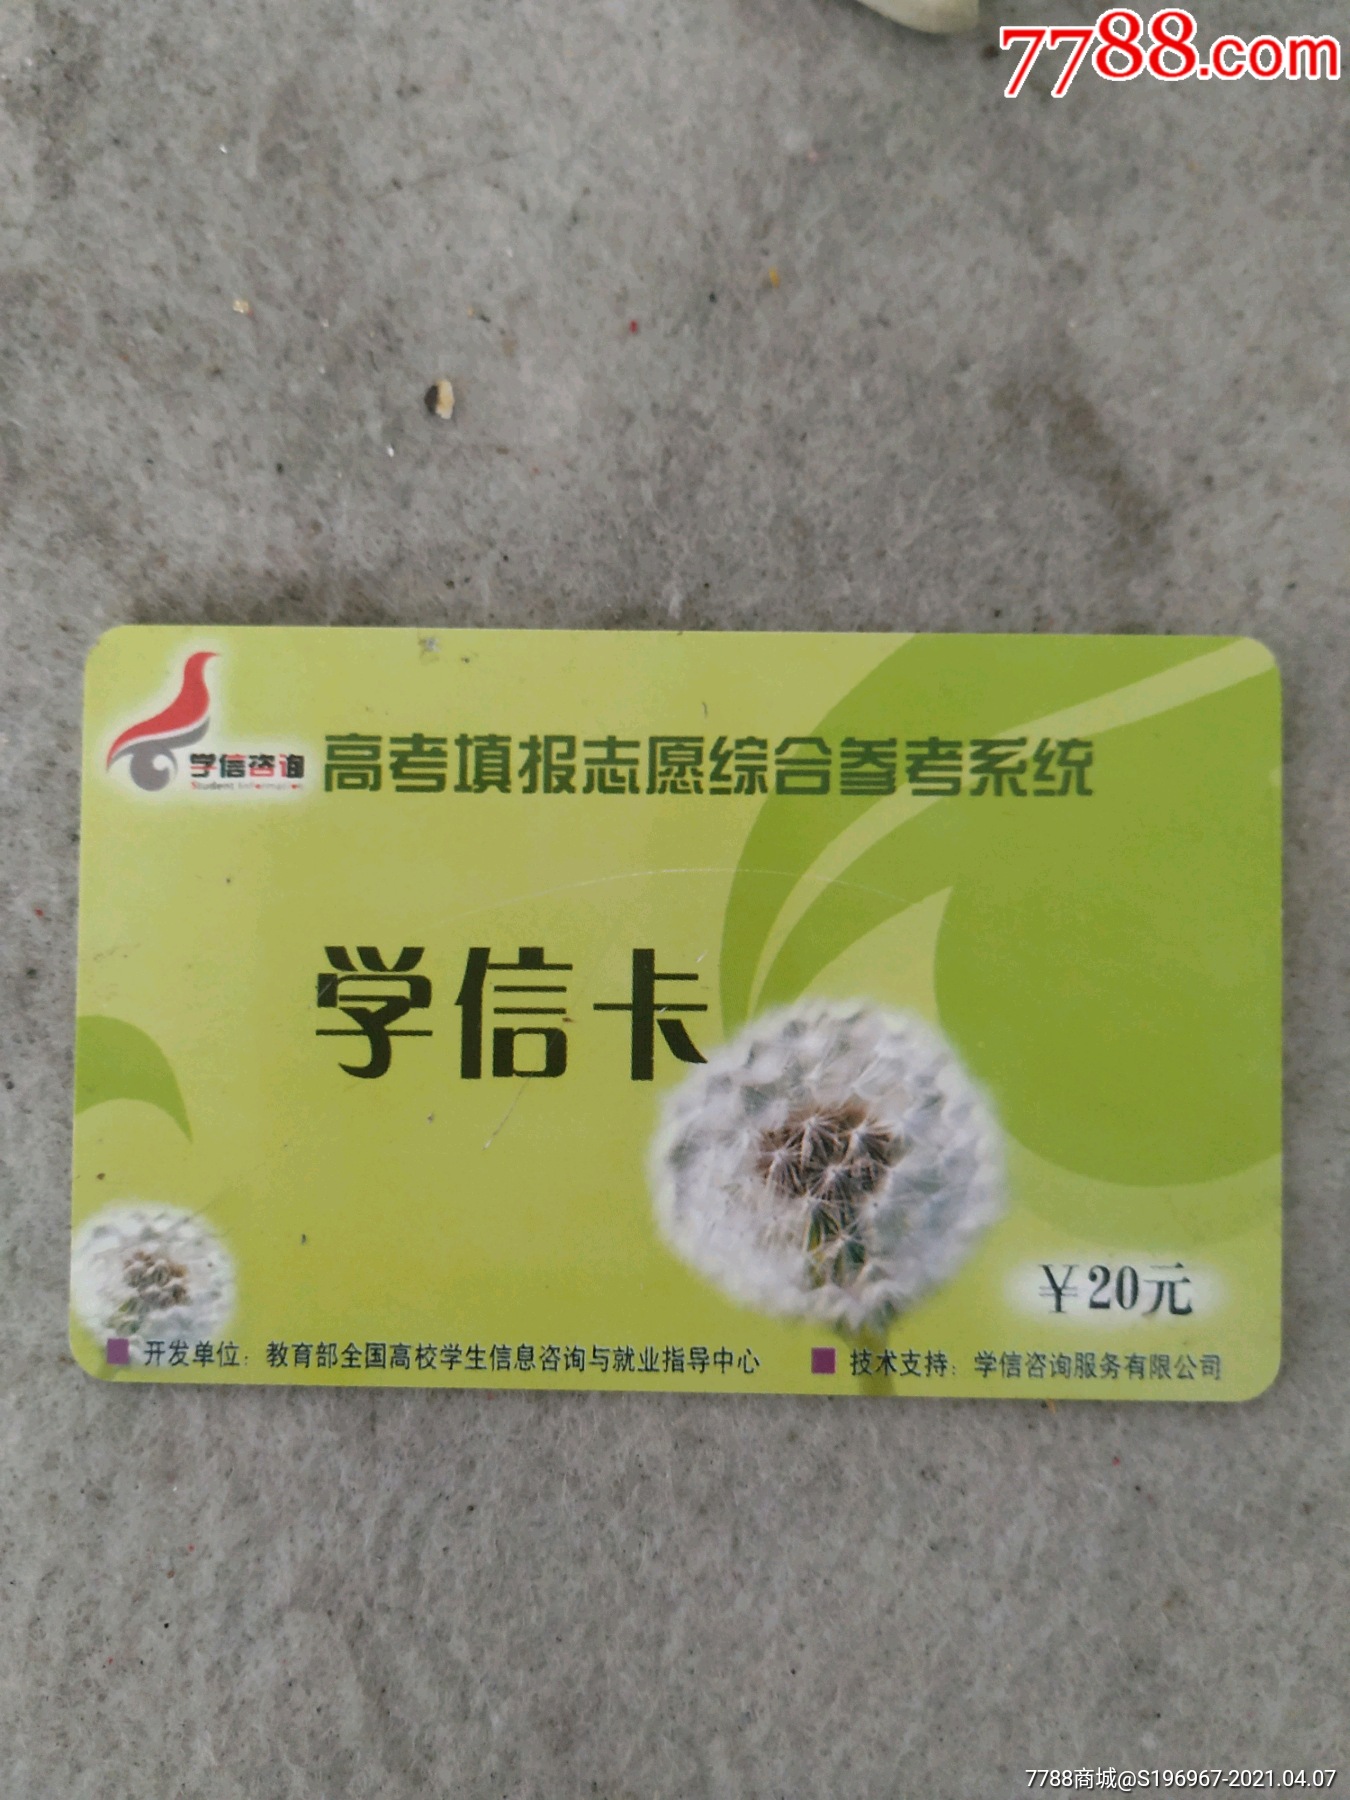 7788.com
学信咨询
Student Information
高考填报志愿综合参考系统
学信卡
￥20元
开发单位：教育部全国高校学生信息咨询与就业指导中心
技术支持：学信咨询服务有限公司
7788商城@S196967-2021.04.07